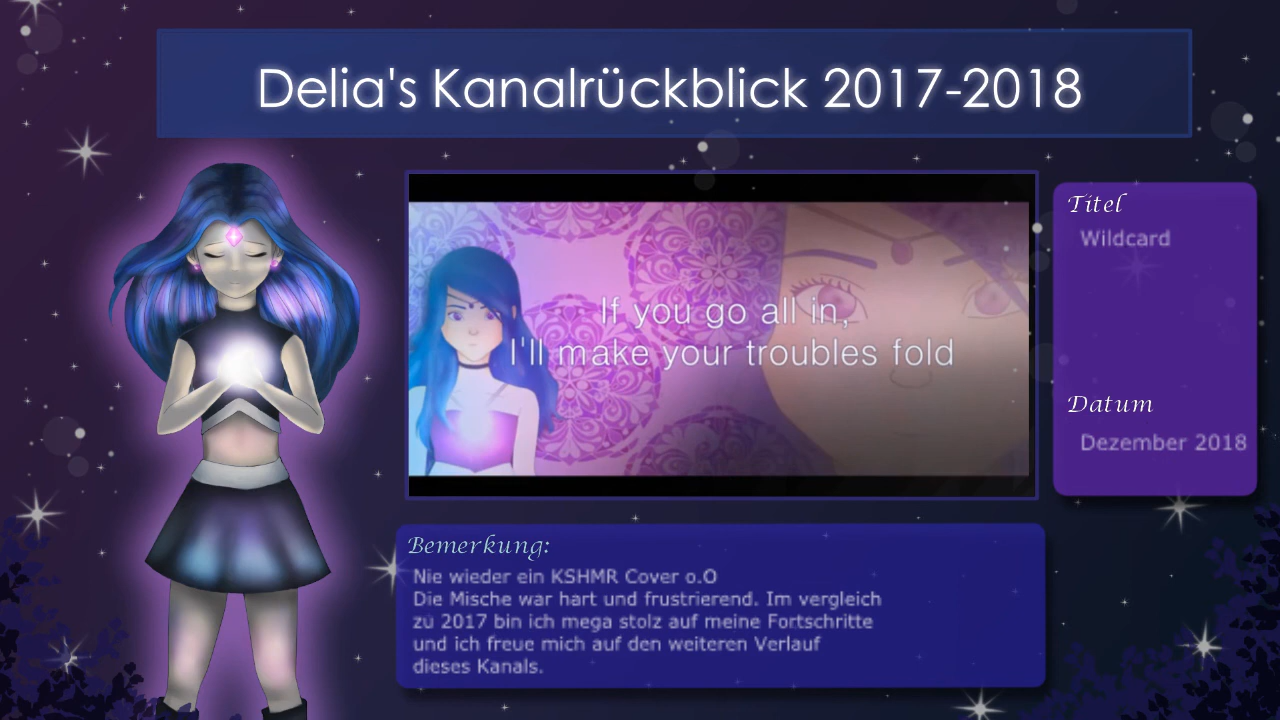 Delia's Kanalrückblick 2017-2018
If you go all in,
I'll make your troubles fold
Titel
Wildcard
Datum
Dezember 2018
Bemerkung:
Nie wieder ein KSHMR Cover o.O
Die Mische war hart und frustrierend. Im vergleich
zu 2017 bin ich mega stolz auf meine Fortschritte
und ich freue mich auf den weiteren Verlauf
dieses Kanals.